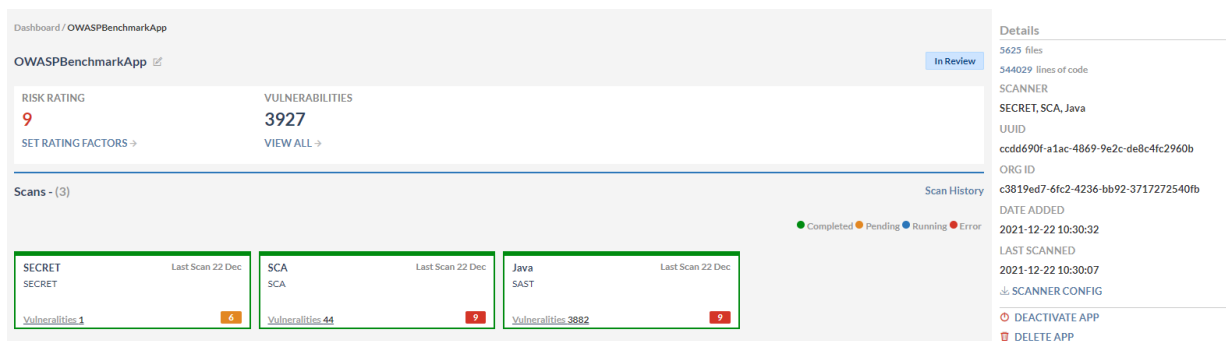 Dashboard / OWASPBenchmarkApp
OWASPBenchmarkApp
In Review
RISK RATING
9
SET RATING FACTORS →
VULNERABILITIES
3927
VIEW ALL →
Scans - (3)
Scan History
Completed Pending Running Error
SECRET Last Scan 22 Dec
SECRET
Vulneralities 1 6
SCA Last Scan 22 Dec
SCA
Vulneralities 44 9
Java Last Scan 22 Dec
SAST
Vulneralities 3882 9
Details
5625 files
544029 lines of code
SCANNER
SECRET, SCA, Java
UUID
ccdd690f-a1ac-4869-9e2c-de8c4fc2960b
ORG ID
c3819ed7-6fc2-4236-bb92-3717272540fb
DATE ADDED
2021-12-22 10:30:32
LAST SCANNED
2021-12-22 10:30:07
SCANNER CONFIG
DEACTIVATE APP
DELETE APP